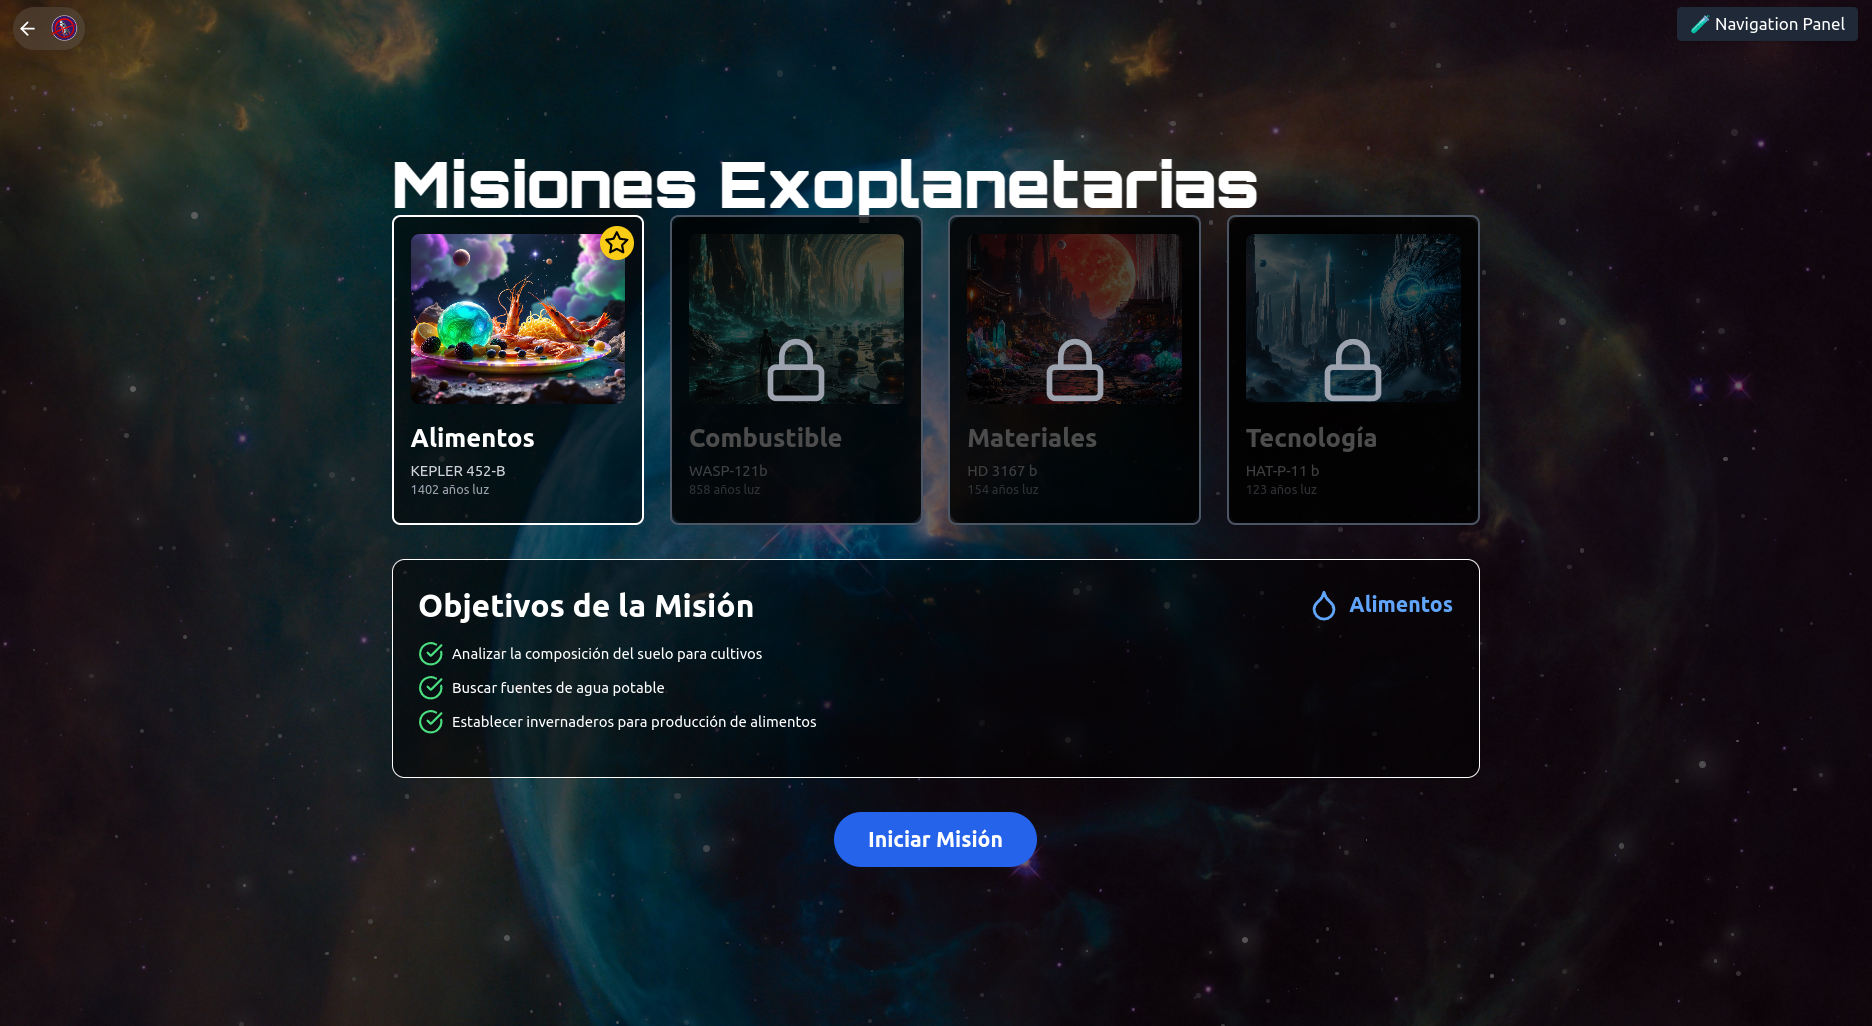 Navigation Panel
Misiones Exoplanetarias
Alimentos
KEPLER 452-B
1402 años luz
Combustible
WASP-121b
858 años luz
Materiales
HD 3167 b
154 años luz
Tecnología
HAT-P-11 b
123 años luz
Objetivos de la Misión
Alimentos
Analizar la composición del suelo para cultivos
Buscar fuentes de agua potable
Establecer invernaderos para producción de alimentos
Iniciar Misión